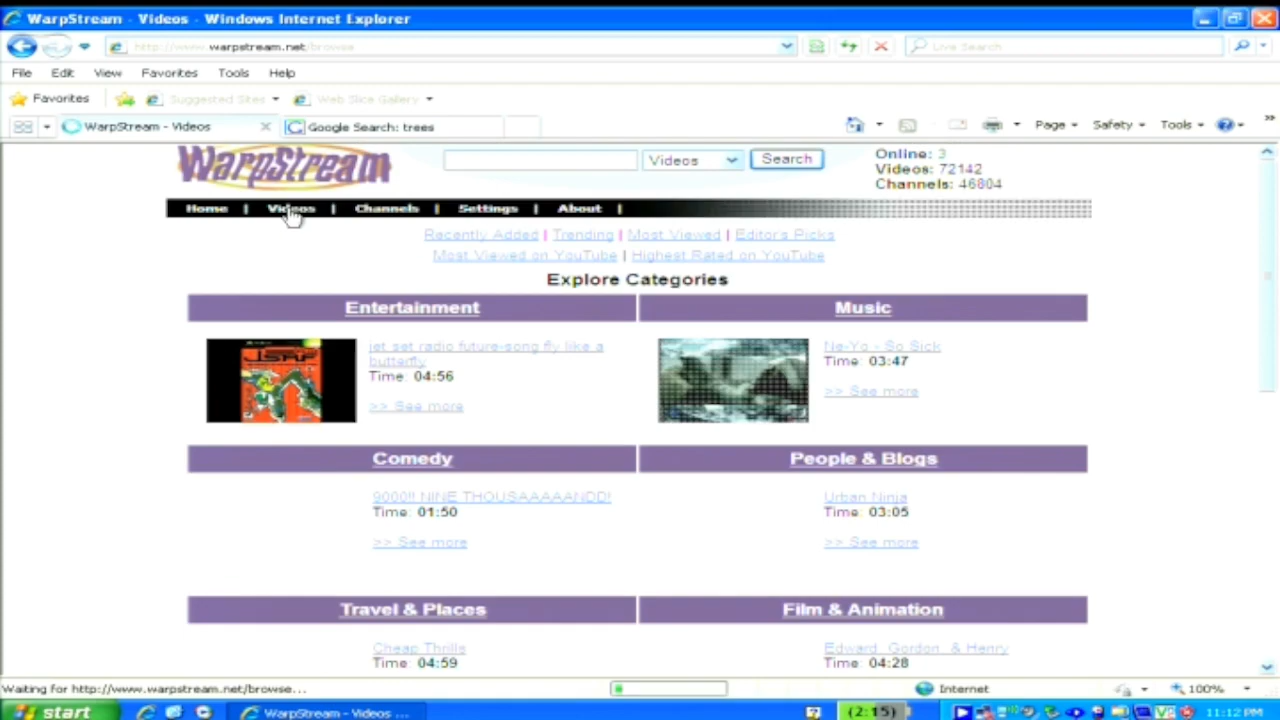 WarpStream - Videos - Windows Internet Explorer
http://www.warpstream.net/browse
Live Search
File Edit View Favorites Tools Help
Favorites Suggested Sites Web Slice Gallery
WarpStream - Videos Google Search: trees Page Safety Tools
WarpStream Videos Search
Online: 3
Videos: 72142
Channels: 46804
Home | Videos | Channels | Settings | About |
Recently Added | Trending | Most Viewed | Editor's Picks
Most Viewed on YouTube | Highest Rated on YouTube
Explore Categories
Entertainment
JSRF
jet set radio future-song fly like a
butterfly
Time: 04:56
>> See more
Music
Ne-Yo - So Sick
Time: 03:47
>> See more
Comedy
9000!! NINE THOUSAAAAANDD!
Time: 01:50
>> See more
People & Blogs
Urban Ninja
Time: 03:05
>> See more
Travel & Places
Cheap Thrills
Time: 04:59
Film & Animation
Edward, Gordon, & Henry
Time: 04:28
Waiting for http://www.warpstream.net/browse... Internet 100%
start WarpStream - Videos ... (2:15) 11:12 PM